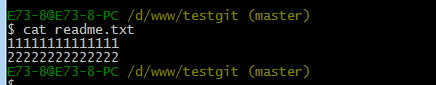 E73-8@E73-8-PC /d/www/testgit (master)
$ cat readme.txt
11111111111111
22222222222222
E73-8@E73-8-PC /d/www/testgit (master)
$